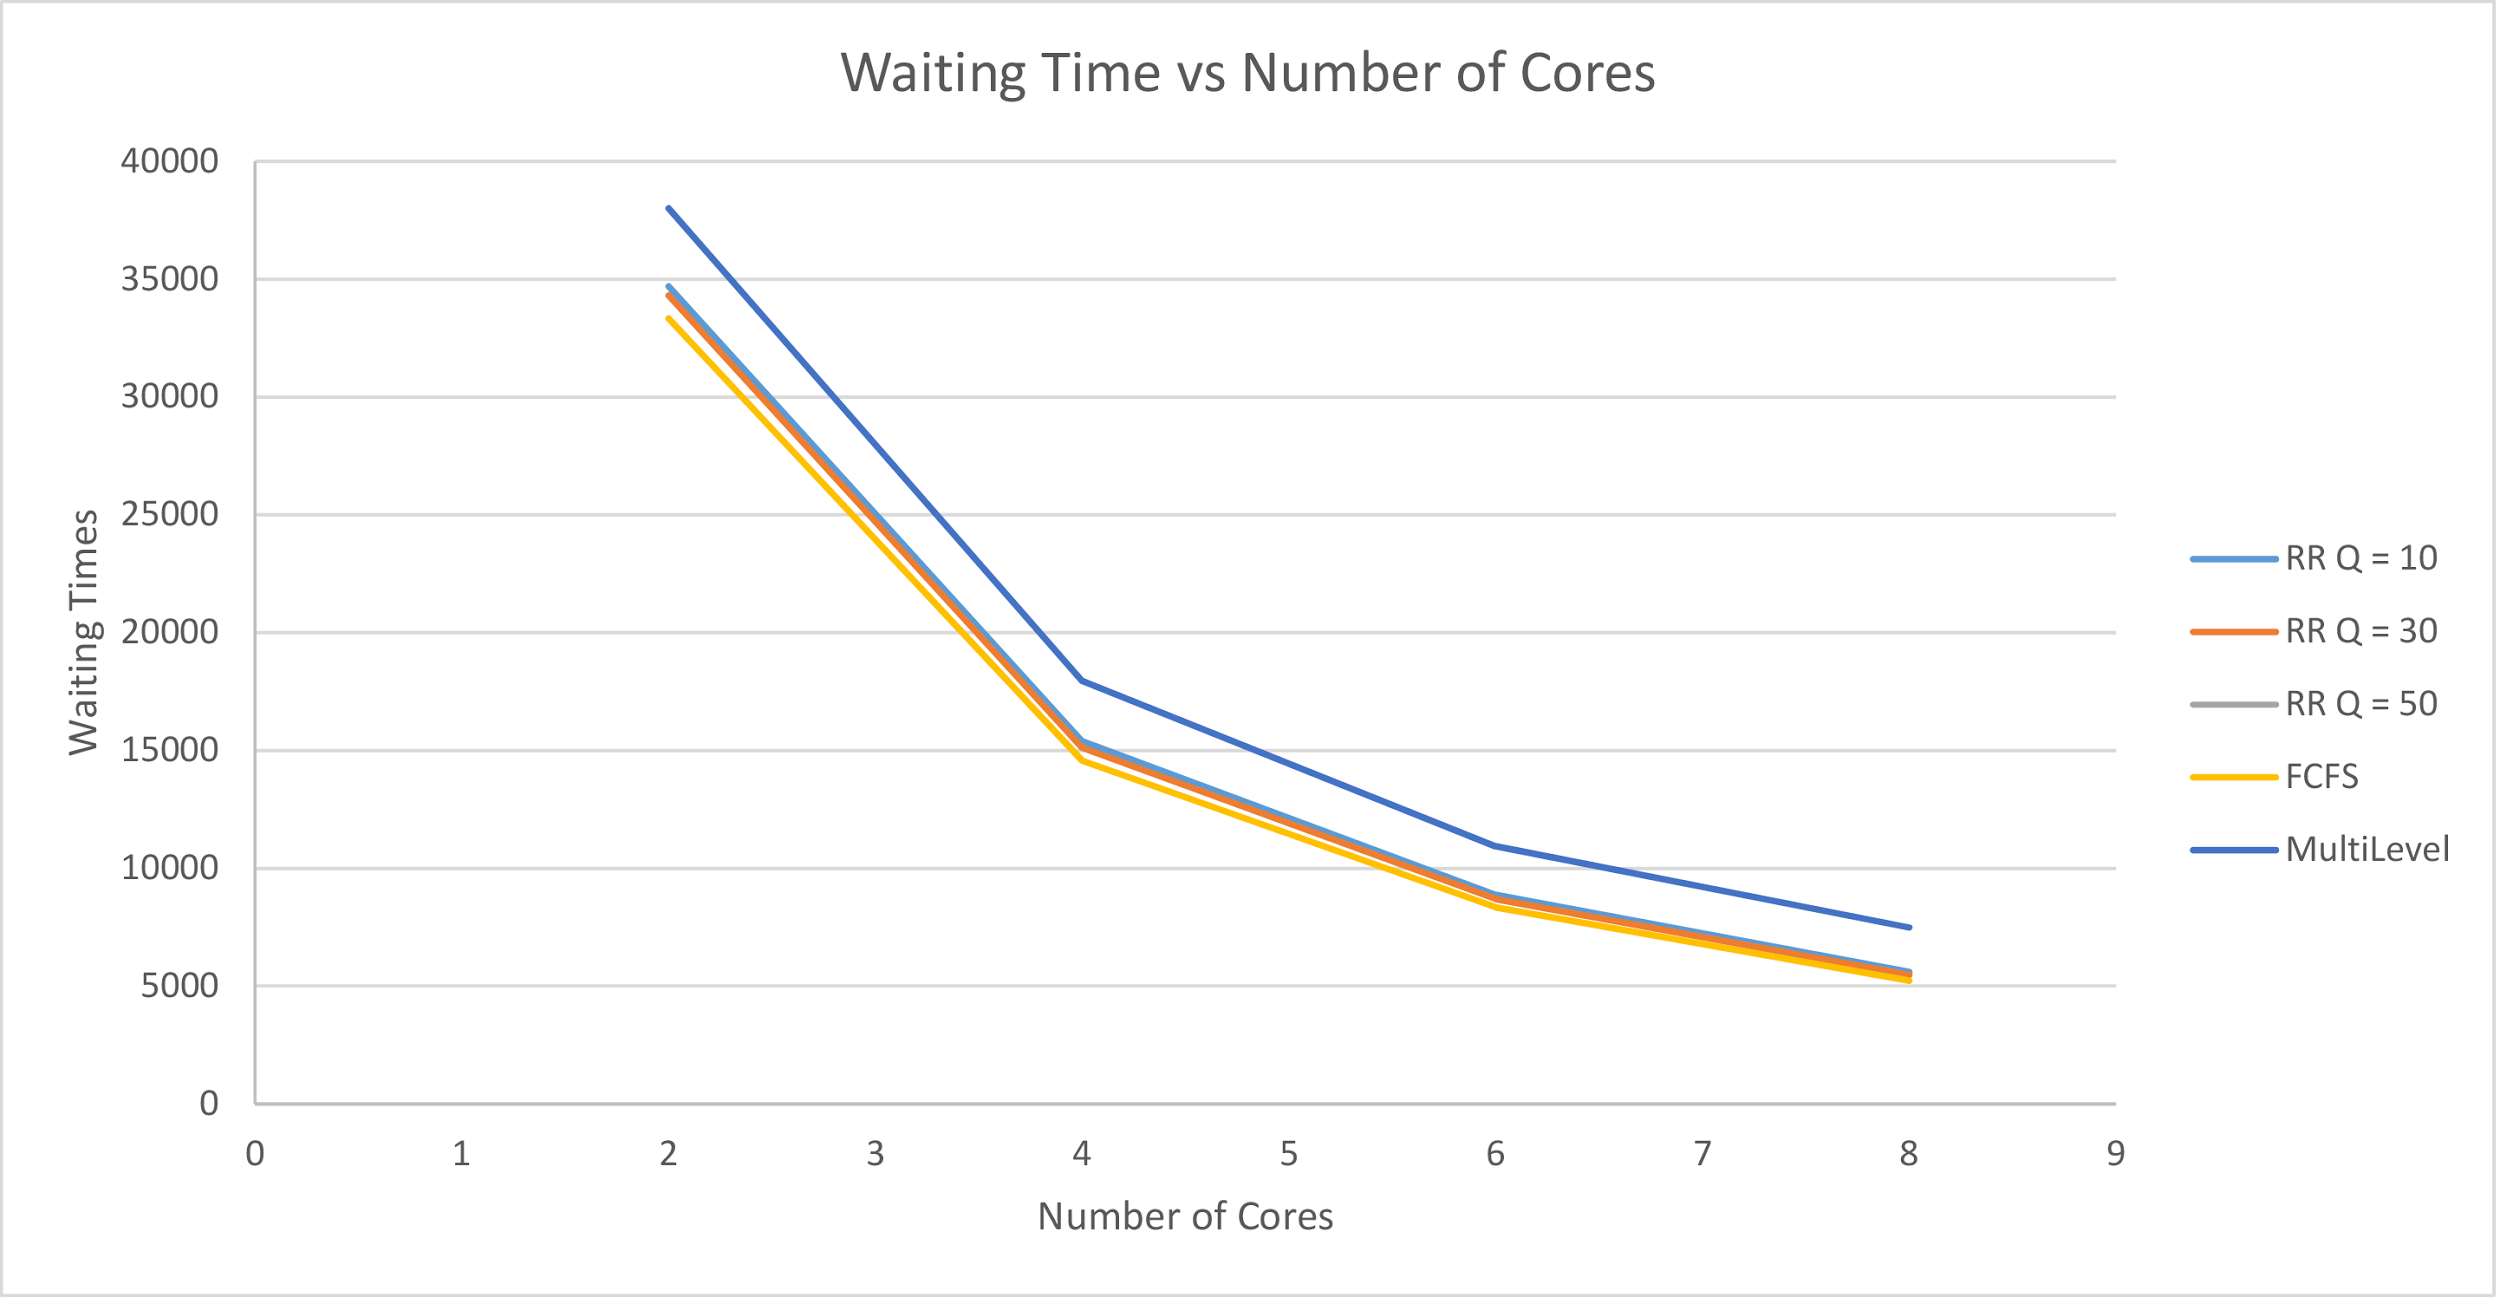 Waiting Time vs Number of Cores
40000
35000
30000
25000
20000
15000
10000
5000
0
Waiting Times
0 1 2 3 4 5 6 7 8 9
Number of Cores
RR Q = 10
RR Q = 30
RR Q = 50
FCFS
MultiLevel